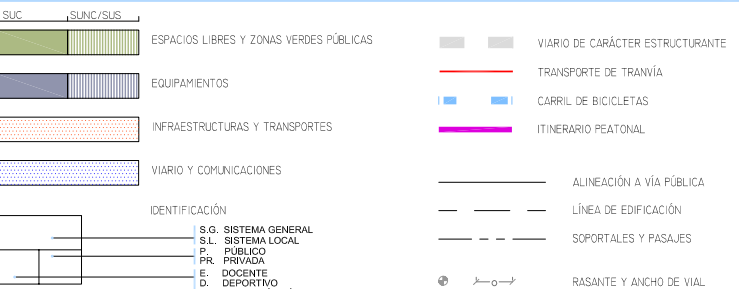 SUC SUNC/SUS
ESPACIOS LIBRES Y ZONAS VERDES PÚBLICAS
EQUIPAMIENTOS
INFRAESTRUCTURAS Y TRANSPORTES
VIARIO Y COMUNICACIONES
IDENTIFICACIÓN
S.G. SISTEMA GENERAL
S.L. SISTEMA LOCAL
P. PÚBLICO
PR. PRIVADA
E. DOCENTE
D. DEPORTIVO
VIARIO DE CARÁCTER ESTRUCTURANTE
TRANSPORTE DE TRANVÍA
CARRIL DE BICICLETAS
ITINERARIO PEATONAL
ALINEACIÓN A VÍA PÚBLICA
LÍNEA DE EDIFICACIÓN
SOPORTALES Y PASAJES
RASANTE Y ANCHO DE VIAL